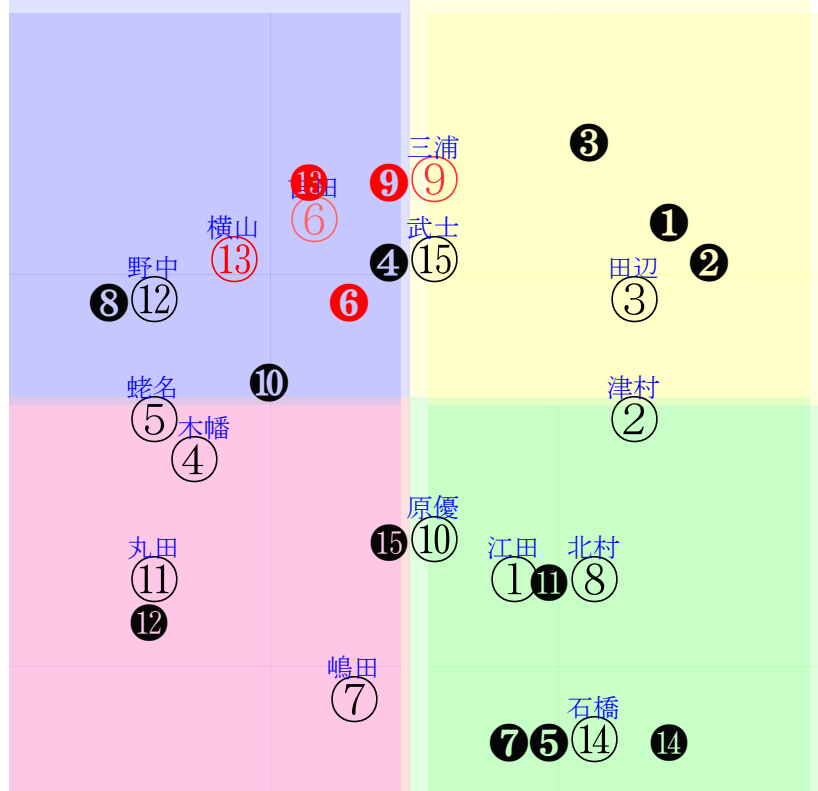 ❸
三浦
⓭ ❾ ⑨
⑥
❶
横山 武士
⑬ ❹ ⑮ ❷
野中 田辺
❽ ⑫ ❻ ③
❿
蛯名 津村
⑤ ②
木幡
④
原優
⓯ ⑩
丸田 江田 北村
⑪ ① ⓫ ⑧
⓬
嶋田
⑦
石橋
❼ ❺ ⑭ ⓮